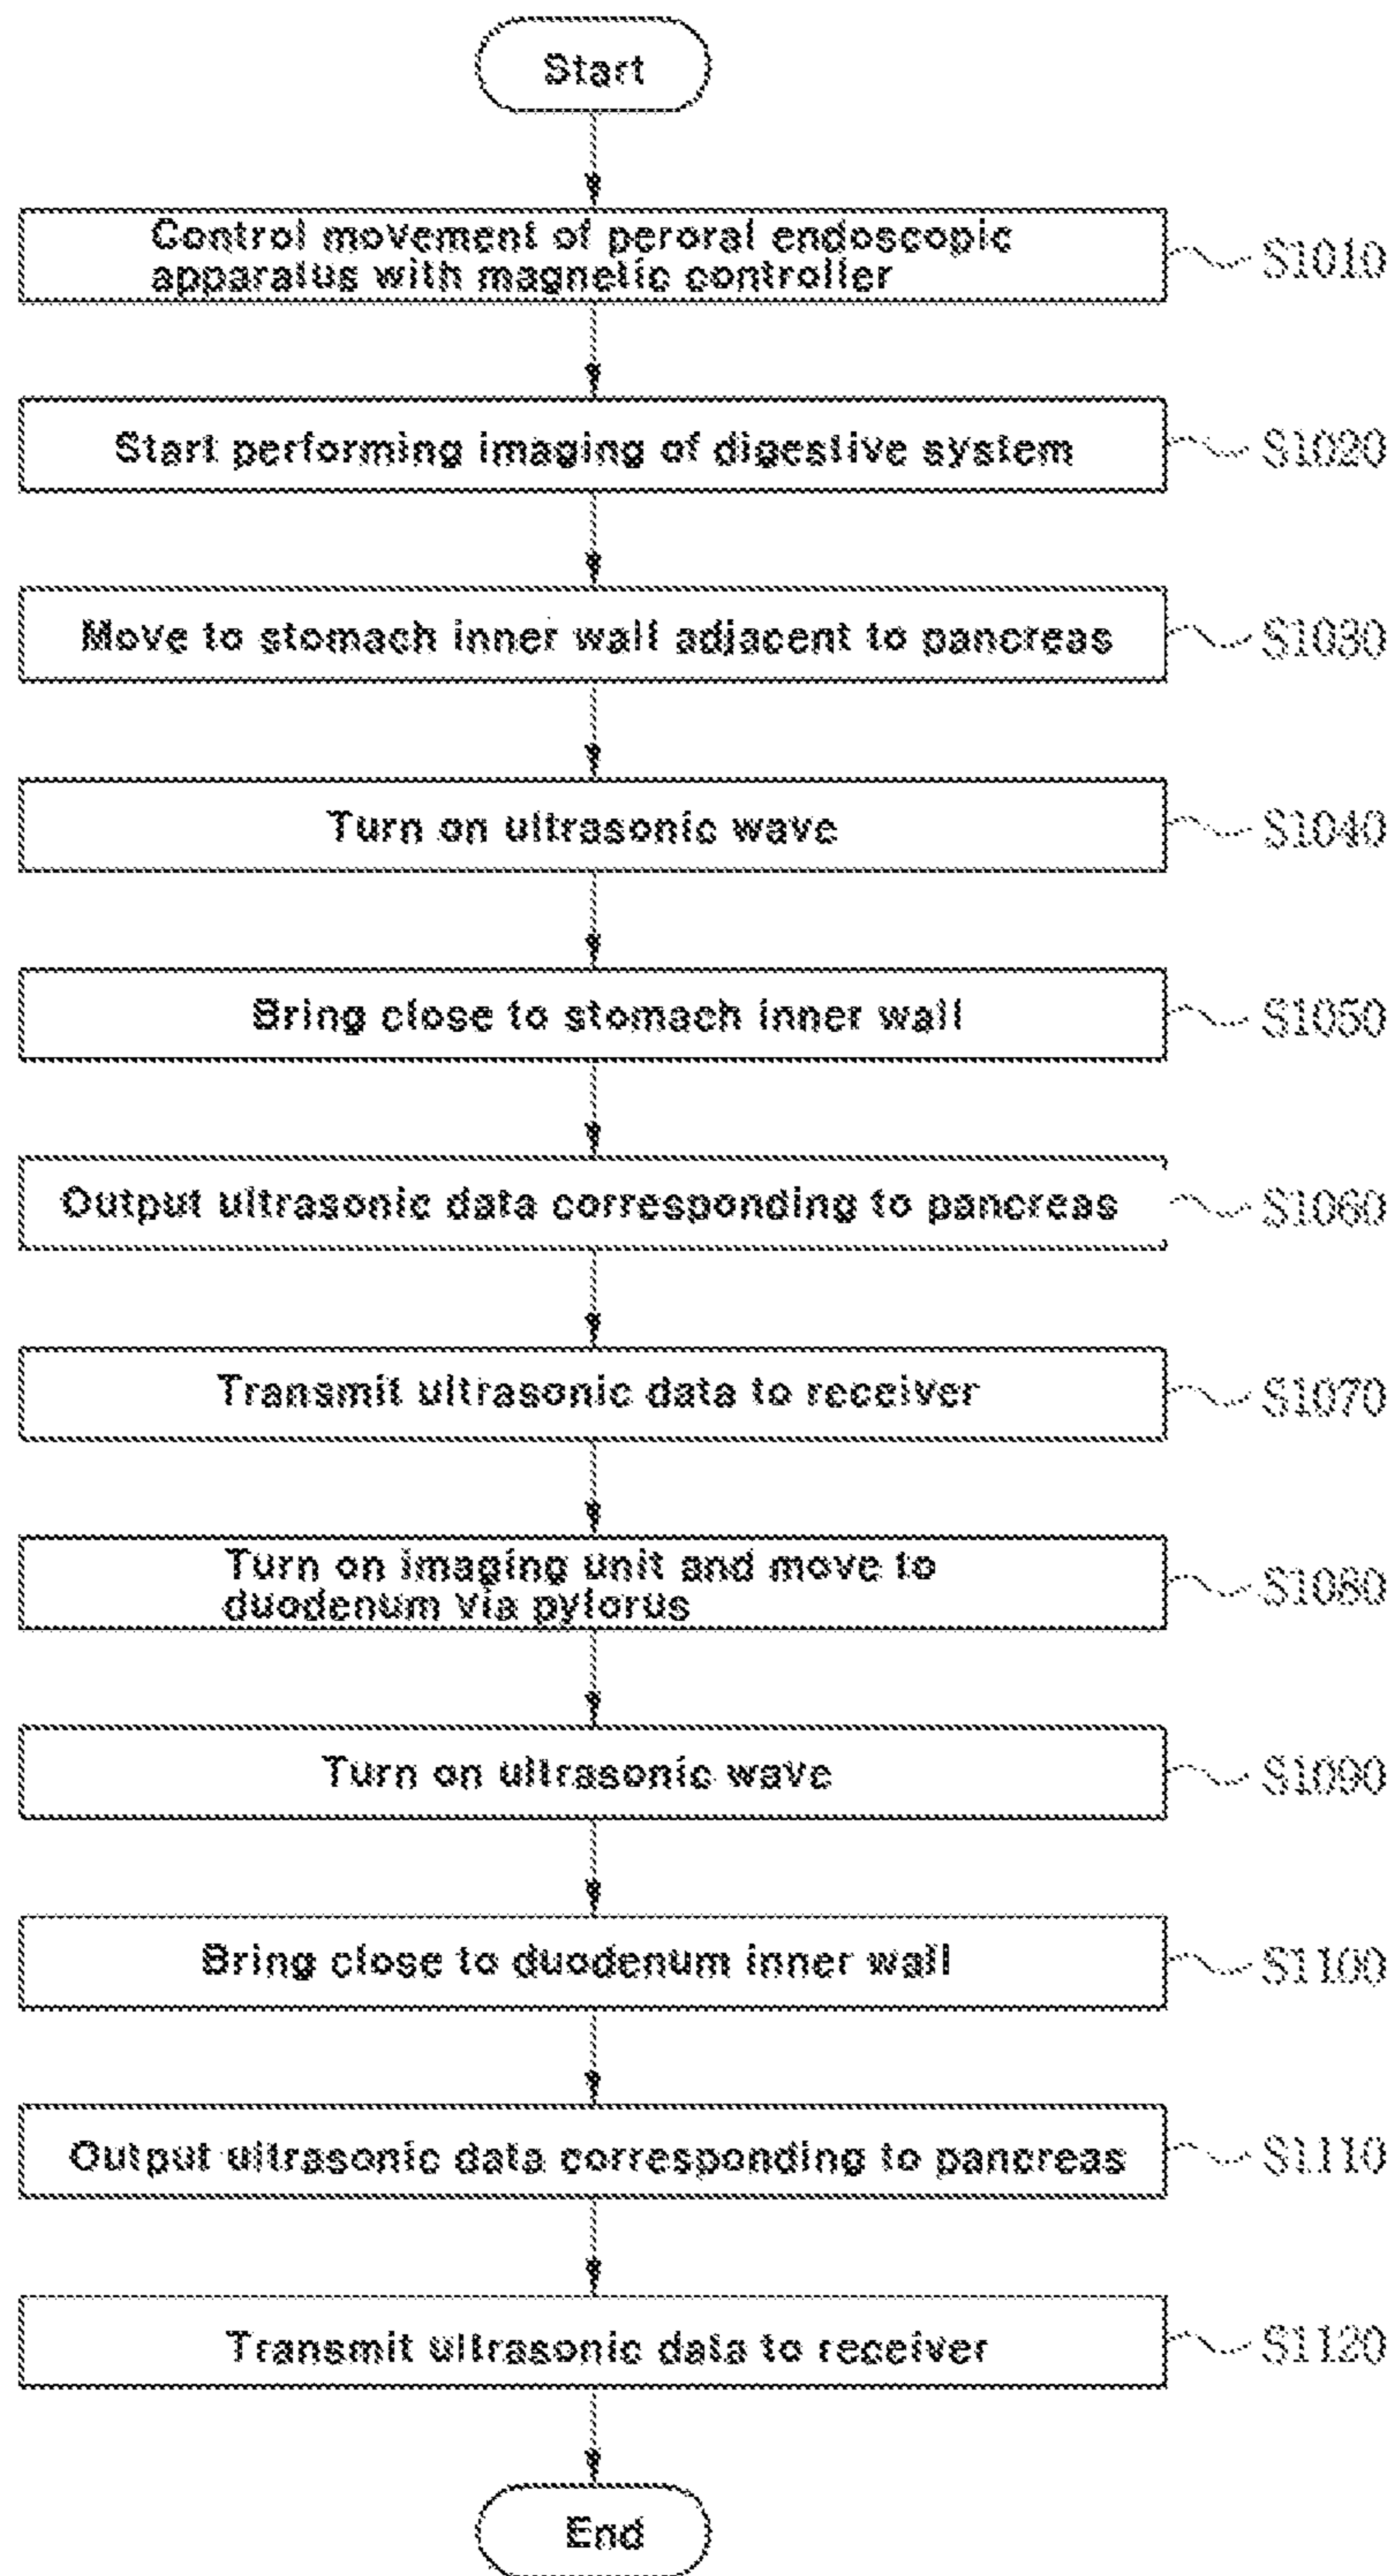 Start
Control movement of peroral endoscopic
apparatus with magnetic controller
S1010
Start performing imaging of digestive system
S1020
Move to stomach inner wall adjacent to pancreas
S1030
Turn on ultrasonic wave
S1040
Bring close to stomach inner wall
S1050
Output ultrasonic data corresponding to pancreas
S1060
Transmit ultrasonic data to receiver
S1070
Turn on imaging unit and move to
duodenum via pylorus
S1080
Turn on ultrasonic wave
S1090
Bring close to duodenum inner wall
S1100
Output ultrasonic data corresponding to pancreas
S1110
Transmit ultrasonic data to receiver
S1120
End